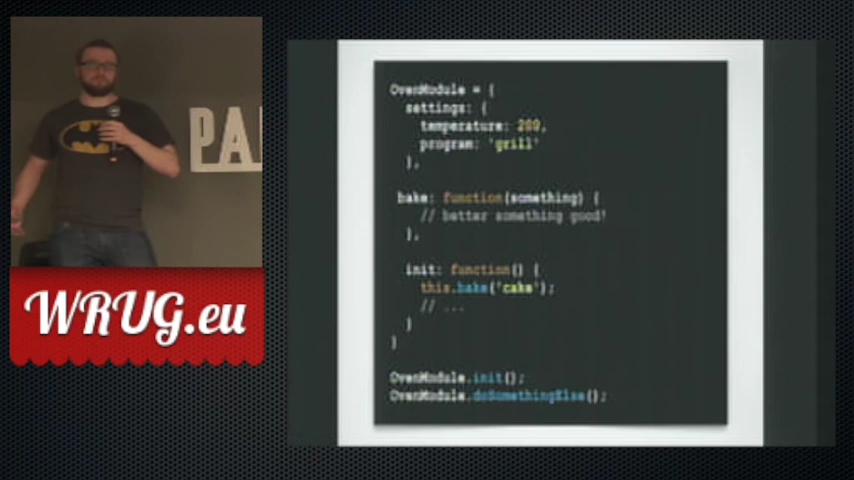 PA
WRUG.eu
OvenModule = {
settings: {
temperature: 200,
program: 'grill'
},
bake: function(something) {
// better something good!
},
init: function() {
this.bake('cake');
// ...
}
}
OvenModule.init();
OvenModule.doSomethingElse();